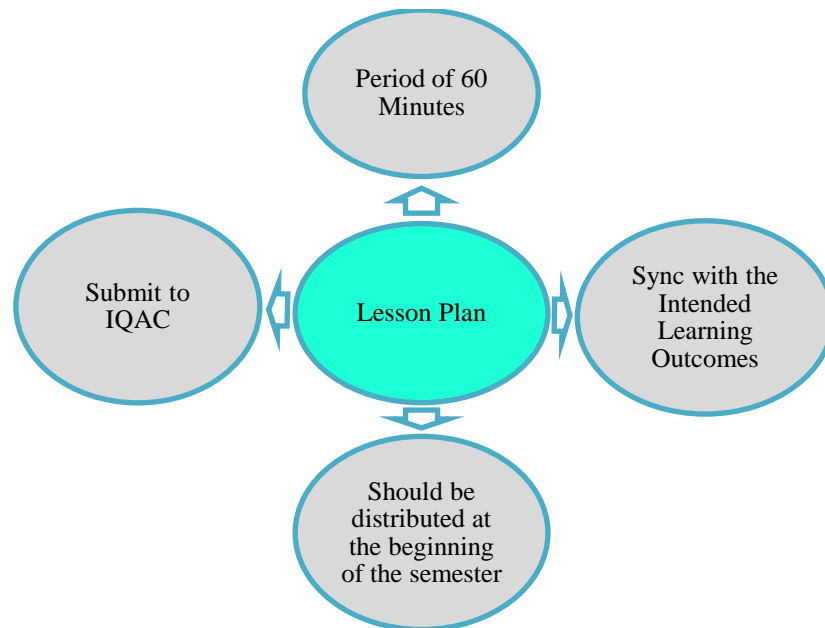 Period of 60
Minutes
Submit to
IQAC
Lesson Plan
Sync with the
Intended
Learning
Outcomes
Should be
distributed at
the beginning
of the semester